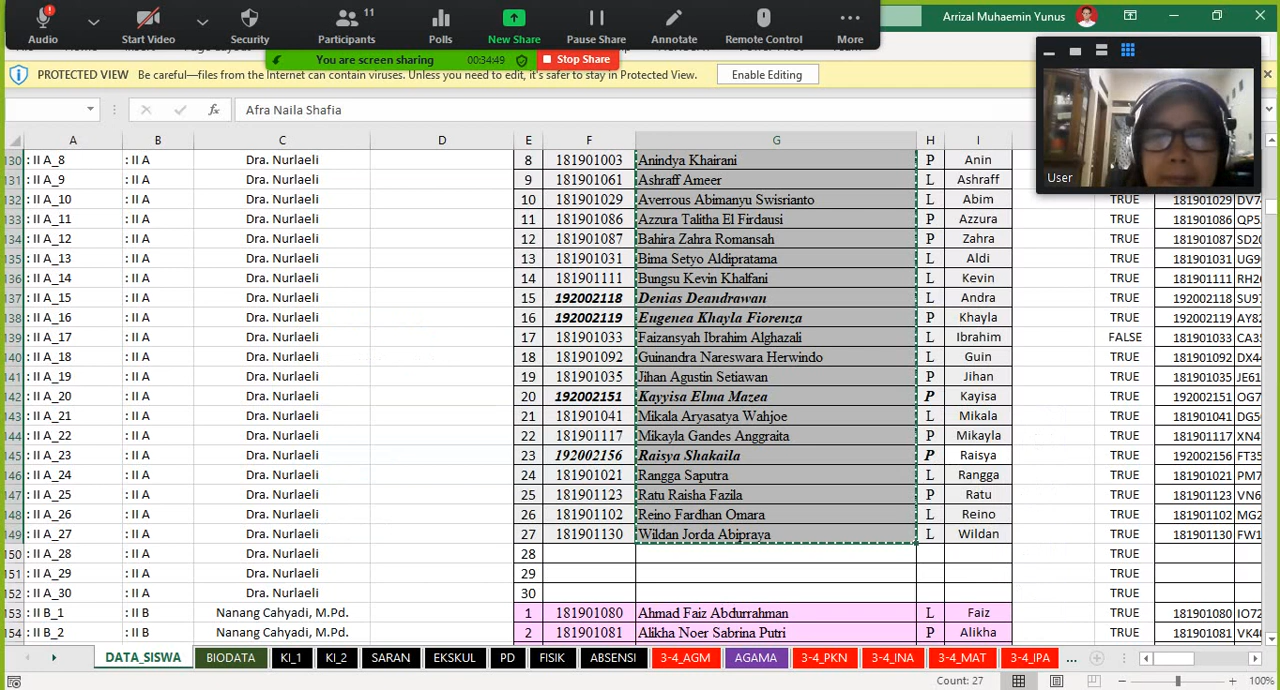 Audio Start Video Security Participants 11 Polls New Share Pause Share Annotate Remote Control More
Arrizal Muhaemin Yunus
You are screen sharing 00:34:49 Stop Share
PROTECTED VIEW Be careful—files from the Internet can contain viruses. Unless you need to edit, it's safer to stay in Protected View. Enable Editing
fx Afra Naila Shafia
User
A B C D E F G H I
130 : II A_8 : II A Dra. Nurlaeli 8 181901003 Anindya Khairani P Anin
131 : II A_9 : II A Dra. Nurlaeli 9 181901061 Ashraff Ameer L Ashraff
132 : II A_10 : II A Dra. Nurlaeli 10 181901029 Averrous Abimanyu Swisrianto L Abim TRUE 181901029 DV7
133 : II A_11 : II A Dra. Nurlaeli 11 181901086 Azzura Talitha El Firdausi P Azzura TRUE 181901086 QP5
134 : II A_12 : II A Dra. Nurlaeli 12 181901087 Bahira Zahra Romansah P Zahra TRUE 181901087 SD20
135 : II A_13 : II A Dra. Nurlaeli 13 181901031 Bima Setyo Aldipratama L Aldi TRUE 181901031 UG9
136 : II A_14 : II A Dra. Nurlaeli 14 181901111 Bungsu Kevin Khalfani L Kevin TRUE 181901111 RH2
137 : II A_15 : II A Dra. Nurlaeli 15 192002118 Denias Deandrawan L Andra TRUE 192002118 SU97
138 : II A_16 : II A Dra. Nurlaeli 16 192002119 Eugenea Khayla Fiorenza P Khayla TRUE 192002119 AY82
139 : II A_17 : II A Dra. Nurlaeli 17 181901033 Faizansyah Ibrahim Alghazali L Ibrahim FALSE 181901033 CA3
140 : II A_18 : II A Dra. Nurlaeli 18 181901092 Guinandra Nareswara Herwindo L Guin TRUE 181901092 DX4
141 : II A_19 : II A Dra. Nurlaeli 19 181901035 Jihan Agustin Setiawan P Jihan TRUE 181901035 JE61
142 : II A_20 : II A Dra. Nurlaeli 20 192002151 Kayyisa Elma Mazea P Kayisa TRUE 192002151 OG7
143 : II A_21 : II A Dra. Nurlaeli 21 181901041 Mikala Aryasatya Wahjoe L Mikala TRUE 181901041 DG5
144 : II A_22 : II A Dra. Nurlaeli 22 181901117 Mikayla Gandes Anggraita P Mikayla TRUE 181901117 XN4
145 : II A_23 : II A Dra. Nurlaeli 23 192002156 Raisya Shakaila P Raisya TRUE 192002156 FT35
146 : II A_24 : II A Dra. Nurlaeli 24 181901021 Rangga Saputra L Rangga TRUE 181901021 PM7
147 : II A_25 : II A Dra. Nurlaeli 25 181901123 Ratu Raisha Fazila P Ratu TRUE 181901123 VN6
148 : II A_26 : II A Dra. Nurlaeli 26 181901102 Reino Fardhan Omara L Reino TRUE 181901102 MG2
149 : II A_27 : II A Dra. Nurlaeli 27 181901130 Wildan Jorda Abipraya L Wildan TRUE 181901130 FW1
150 : II A_28 : II A Dra. Nurlaeli 28 TRUE
151 : II A_29 : II A Dra. Nurlaeli 29 TRUE
152 : II A_30 : II A Dra. Nurlaeli 30 TRUE
153 : II B_1 : II B Nanang Cahyadi, M.Pd. 1 181901080 Ahmad Faiz Abdurrahman L Faiz TRUE 181901080 IO72
154 : II B_2 : II B Nanang Cahyadi, M.Pd. 2 181901081 Alikha Noer Sabrina Putri P Alikha TRUE 181901081 VK4
DATA_SISWA BIODATA KI_1 KI_2 SARAN EKSKUL PD FISIK ABSENSI 3-4_AGM AGAMA 3-4_PKN 3-4_INA 3-4_MAT 3-4_IPA ...
Count: 27 100%